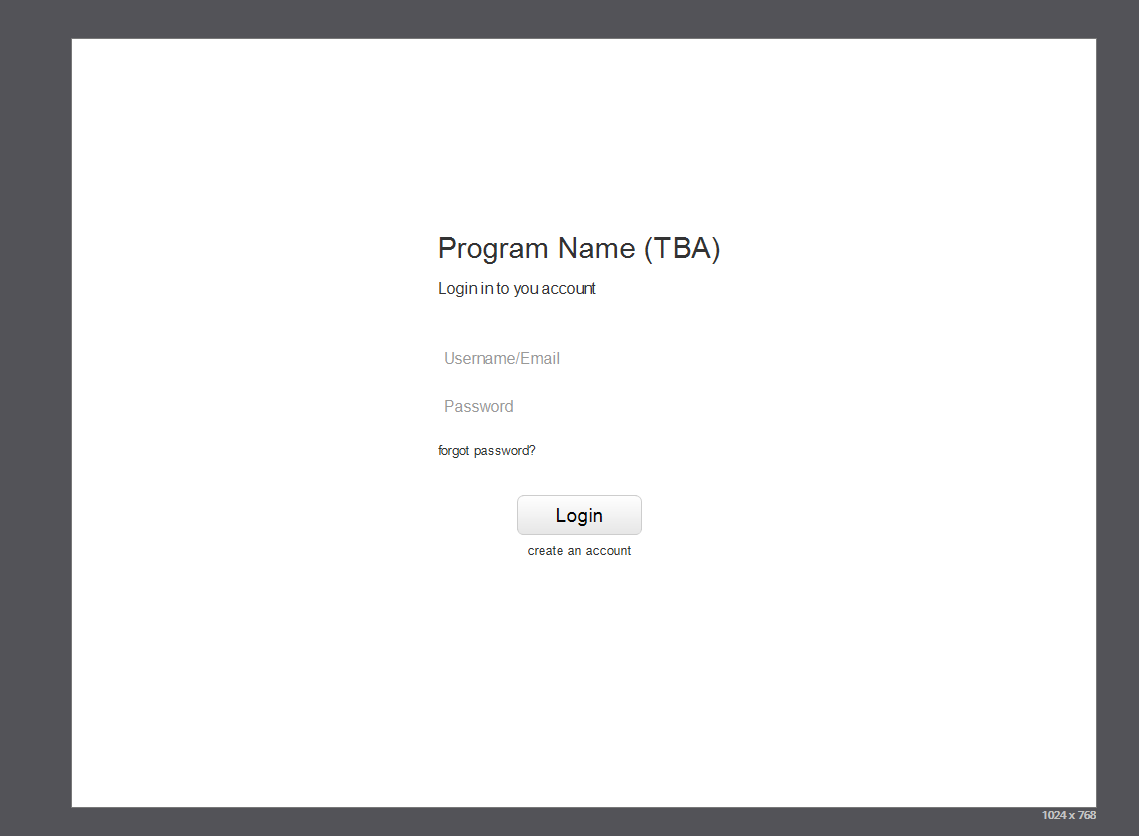 Program Name (TBA)
Login in to you account
Username/Email
Password
forgot password?
Login
create an account
1024 x 768